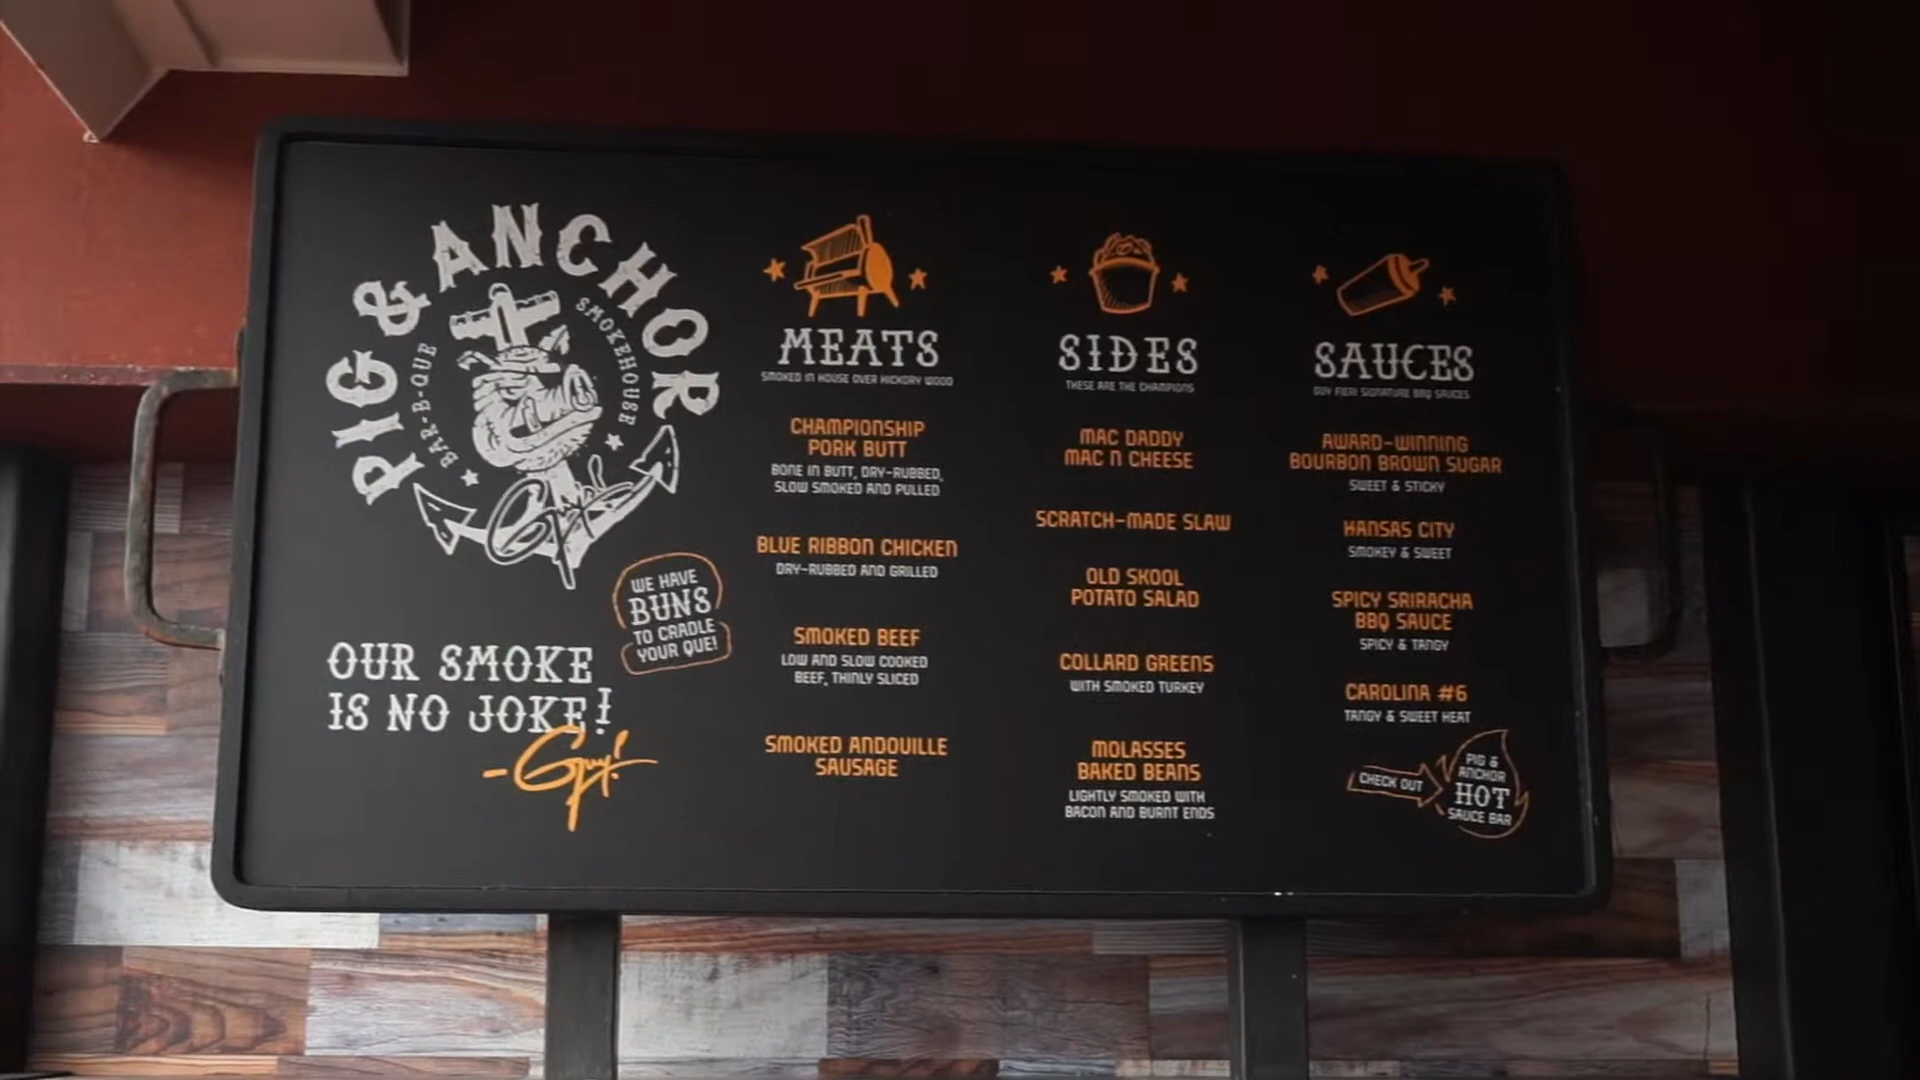 PIG & ANCHOR
BAR-B-QUE
SMOKEHOUSE
Guy!
WE HAVE
BUNS
TO CRADLE
YOUR QUE!
OUR SMOKE
IS NO JOKE!
-Guy!
MEATS
SMOKED IN HOUSE OVER HICKORY WOOD
CHAMPIONSHIP
PORK BUTT
BONE IN BUTT, DRY-RUBBED,
SLOW SMOKED AND PULLED
BLUE RIBBON CHICKEN
DRY-RUBBED AND GRILLED
SMOKED BEEF
LOW AND SLOW COOKED
BEEF, THINLY SLICED
SMOKED ANDOUILLE
SAUSAGE
SIDES
THESE ARE THE CHAMPIONS
MAC DADDY
MAC N CHEESE
SCRATCH-MADE SLAW
OLD SKOOL
POTATO SALAD
COLLARD GREENS
WITH SMOKED TURKEY
MOLASSES
BAKED BEANS
LIGHTLY SMOKED WITH
BACON AND BURNT ENDS
SAUCES
GUY FIERI SIGNATURE BBQ SAUCES
AWARD-WINNING
BOURBON BROWN SUGAR
SWEET & STICKY
KANSAS CITY
SMOKEY & SWEET
SPICY SRIRACHA
BBQ SAUCE
SPICY & TANGY
CAROLINA #6
TANGY & SWEET HEAT
CHECK OUT
PIG &
ANCHOR
HOT
SAUCE BAR